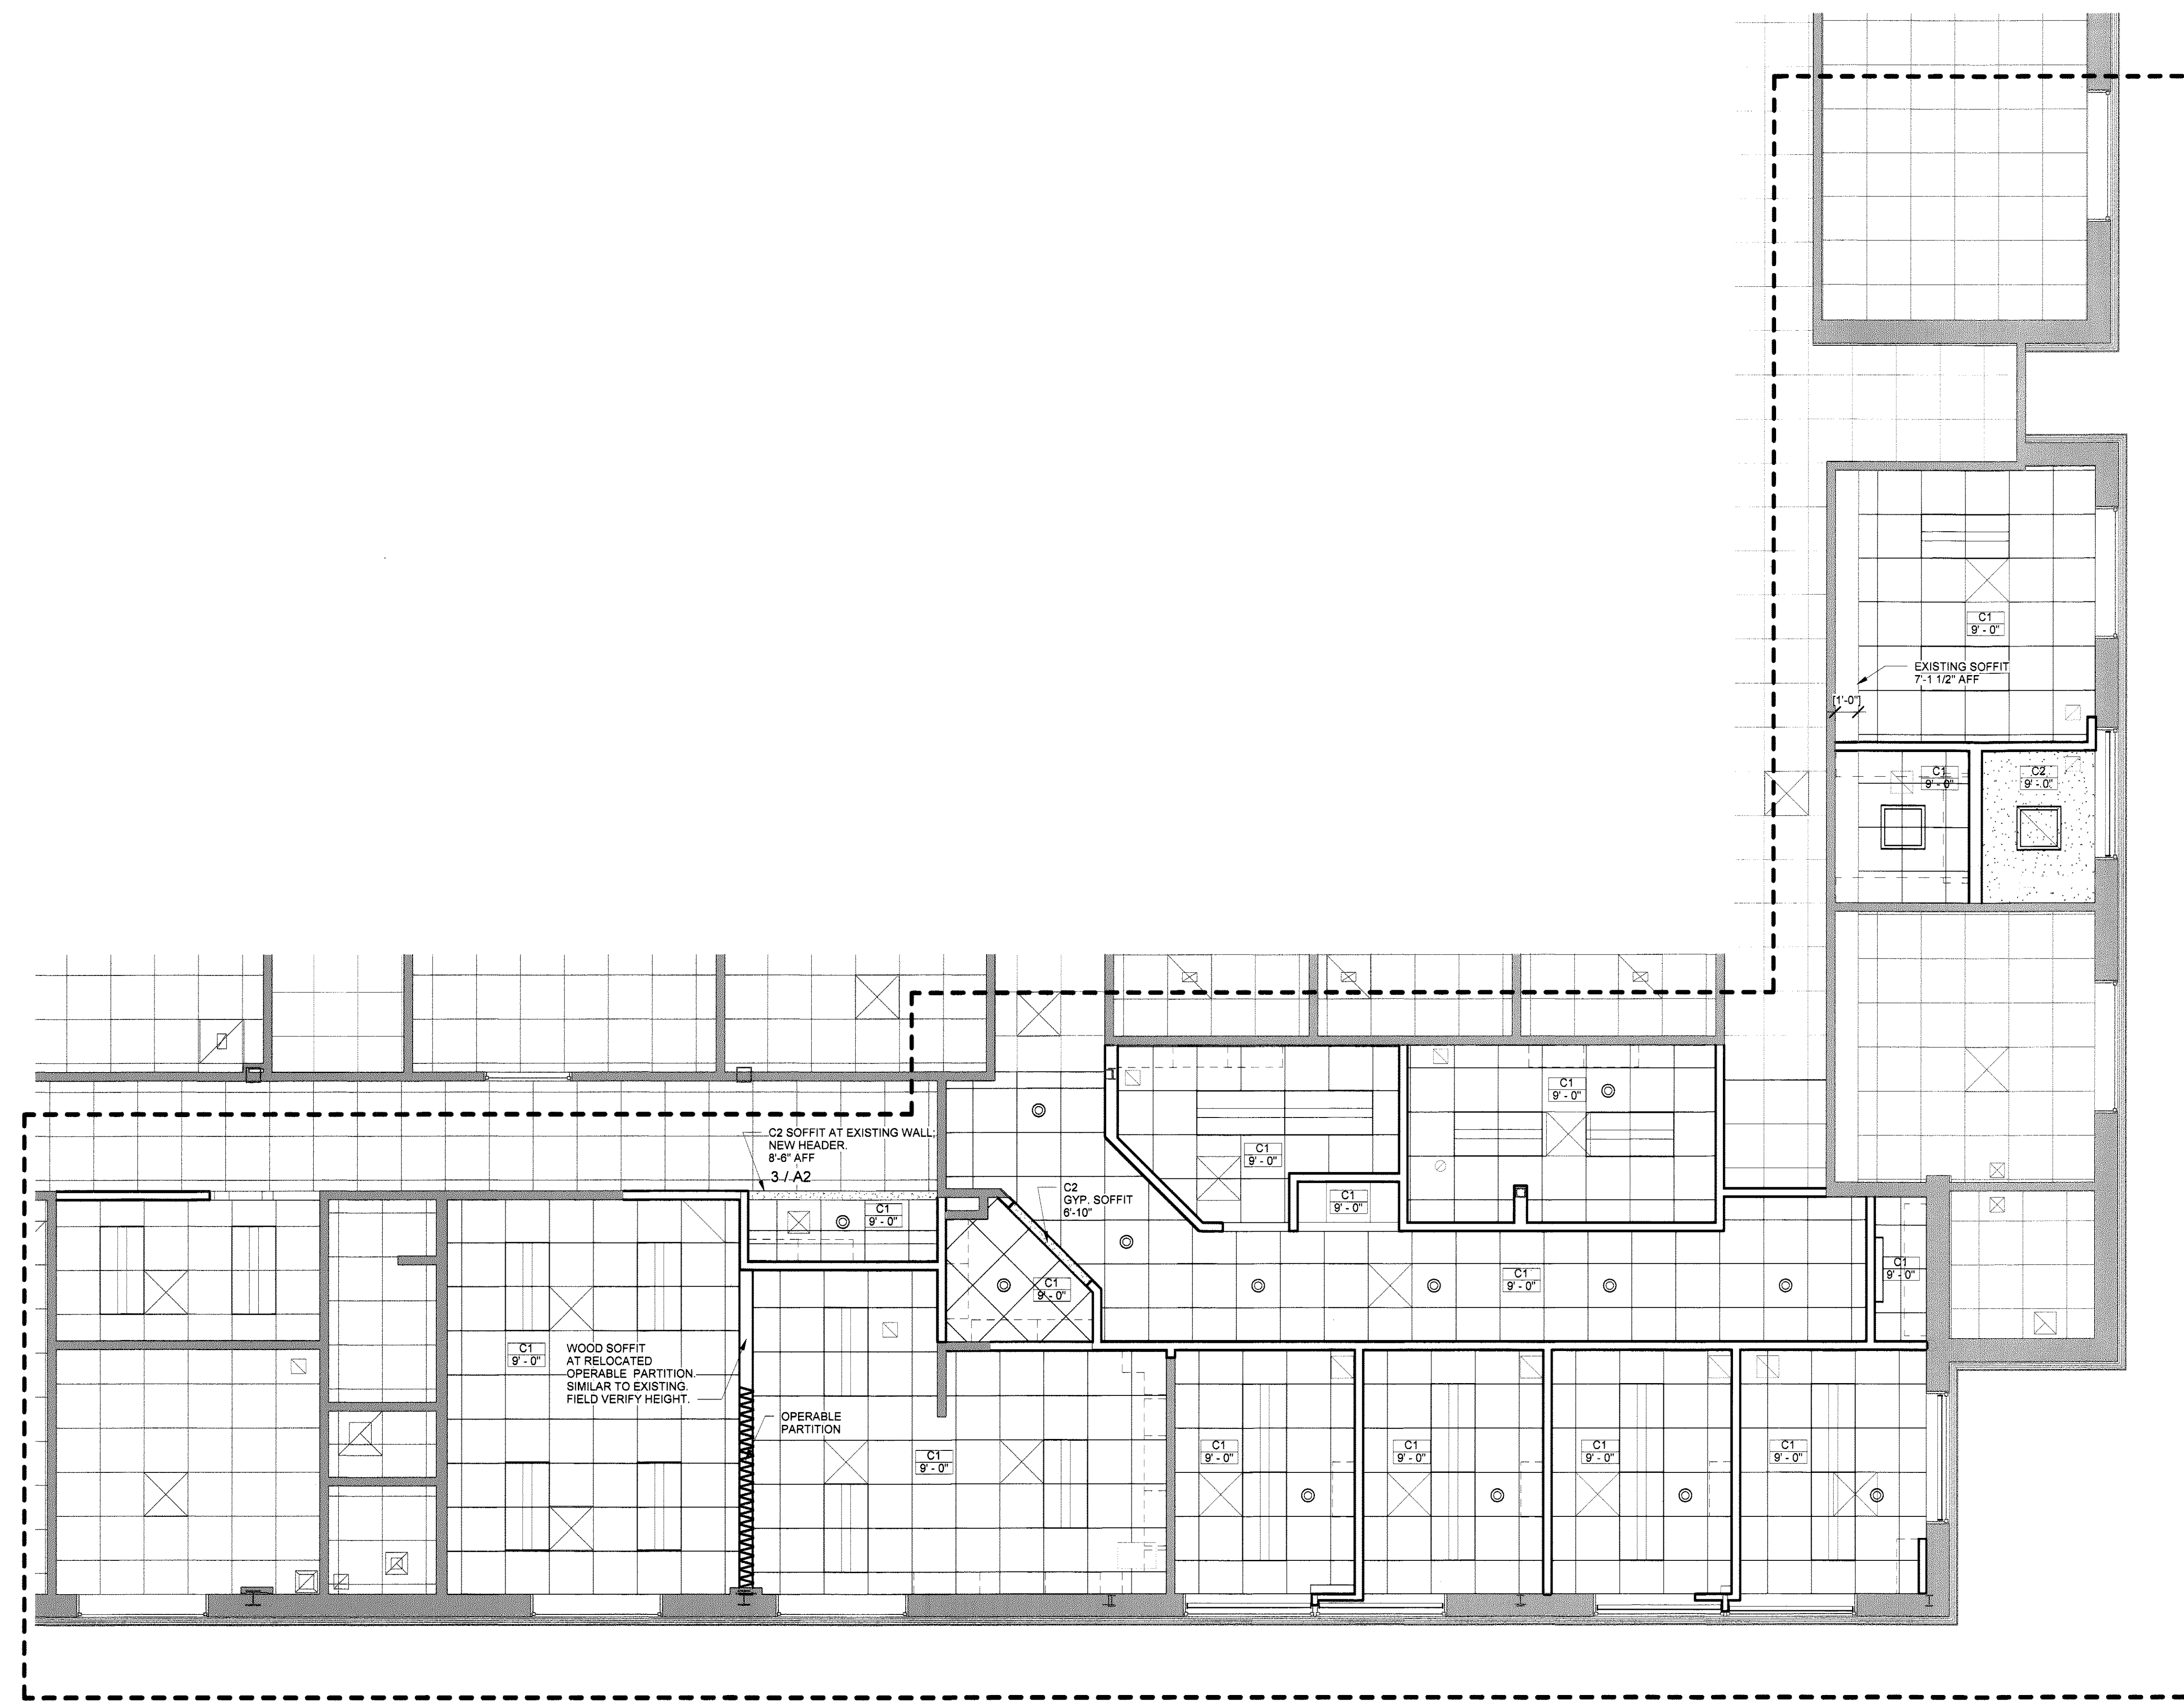 C1
9' - 0"
EXISTING SOFFIT
7'-1 1/2" AFF
[1'-0"]
C1
9' - 0"
C2
9' - 0"
C1
9' - 0"
C2 SOFFIT AT EXISTING WALL;
NEW HEADER.
8'-6" AFF
3 / A2
C1
9' - 0"
C2
GYP. SOFFIT
6'-10"
C1
9' - 0"
C1
9' - 0"
C1
9' - 0"
C1
9' - 0"
C1
9' - 0"
C1
9' - 0"
C1
9' - 0"
WOOD SOFFIT
AT RELOCATED
OPERABLE PARTITION.
SIMILAR TO EXISTING.
FIELD VERIFY HEIGHT.
OPERABLE
PARTITION
C1
9' - 0"
C1
9' - 0"
C1
9' - 0"
C1
9' - 0"
C1
9' - 0"